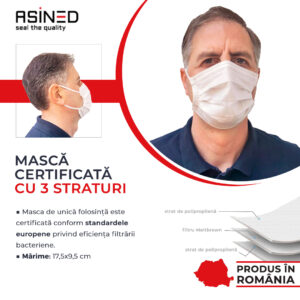 ASINED
seal the quality
MASCĂ
CERTIFICATĂ
CU 3 STRATURI
● Masca de unică folosință este
certificată conform standardele
europene privind eficiența filtrării
bacteriene.
● Mărime: 17,5x9,5 cm
strat de polipropilenă
filtru Meltblown
strat de polipropilenă
PRODUS ÎN
ROMÂNIA